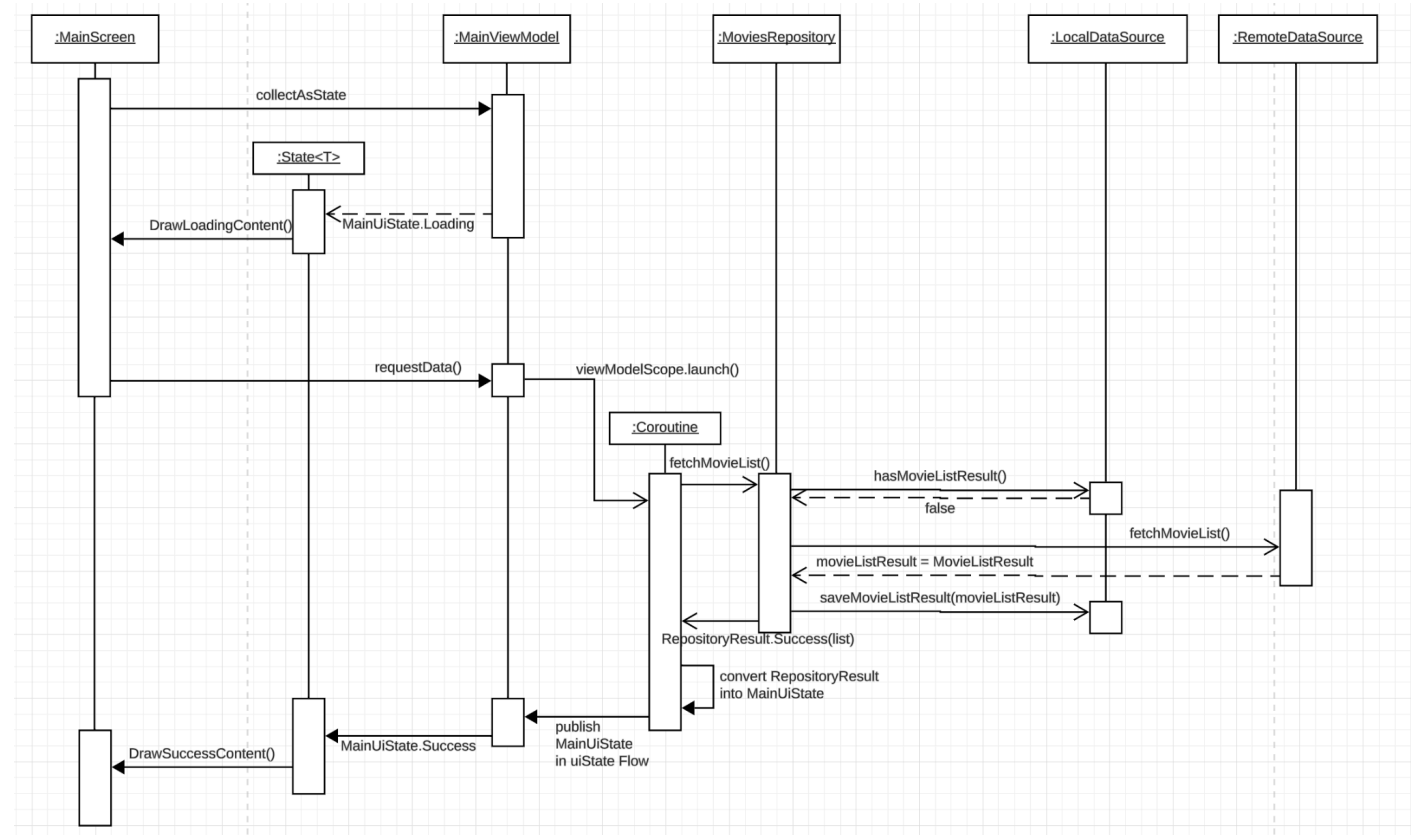 :MainScreen
:MainViewModel
:MoviesRepository
:LocalDataSource
:RemoteDataSource
collectAsState
:State<T>
MainUiState.Loading
DrawLoadingContent()
requestData()
viewModelScope.launch()
:Coroutine
fetchMovieList()
hasMovieListResult()
false
fetchMovieList()
movieListResult = MovieListResult
saveMovieListResult(movieListResult)
RepositoryResult.Success(list)
convert RepositoryResult
into MainUiState
publish
MainUiState
in uiState Flow
MainUiState.Success
DrawSuccessContent()